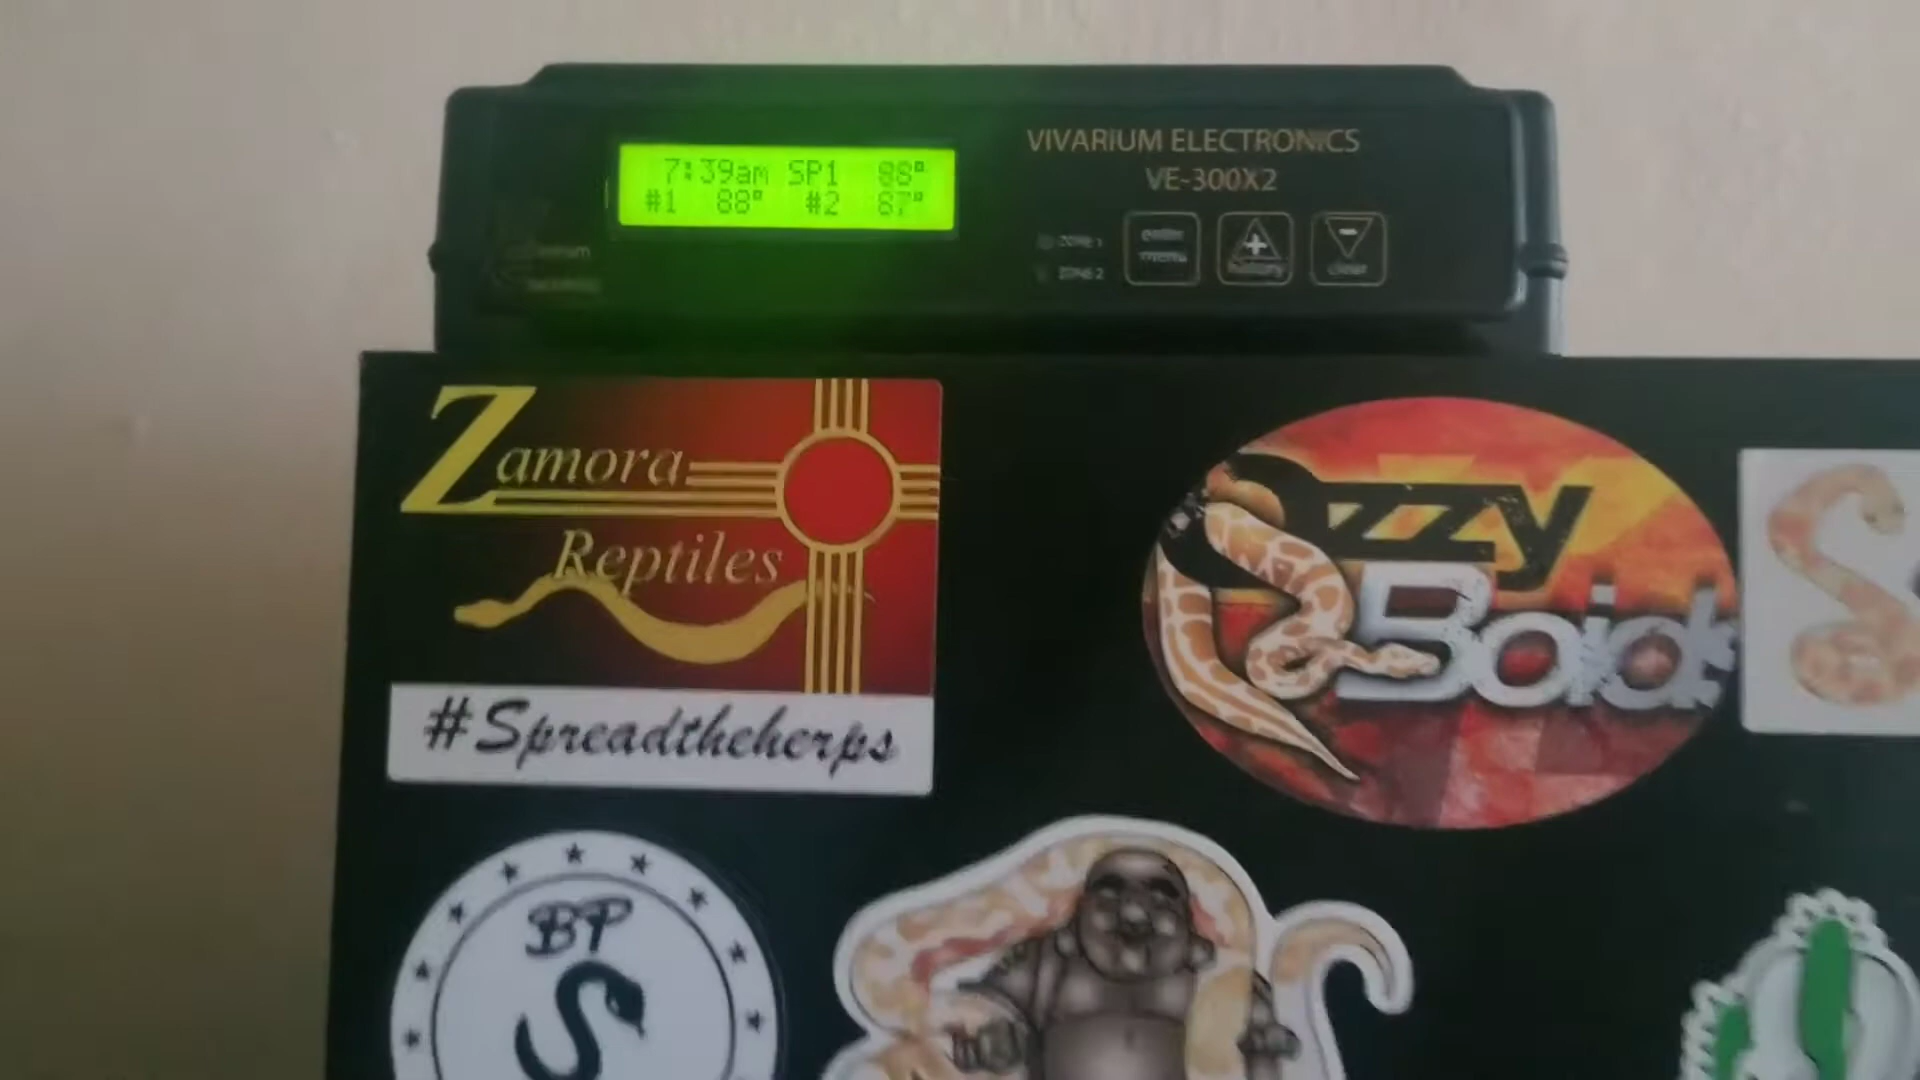 7:39am SP1 88°
#1 88° #2 87°
VIVARIUM ELECTRONICS
VE-300X2
ZONE 1
ZONE 2
enter
menu
+
history
-
clear
Zamora
Reptiles
#Spreadtheherps
Ozzy
Boids
BP